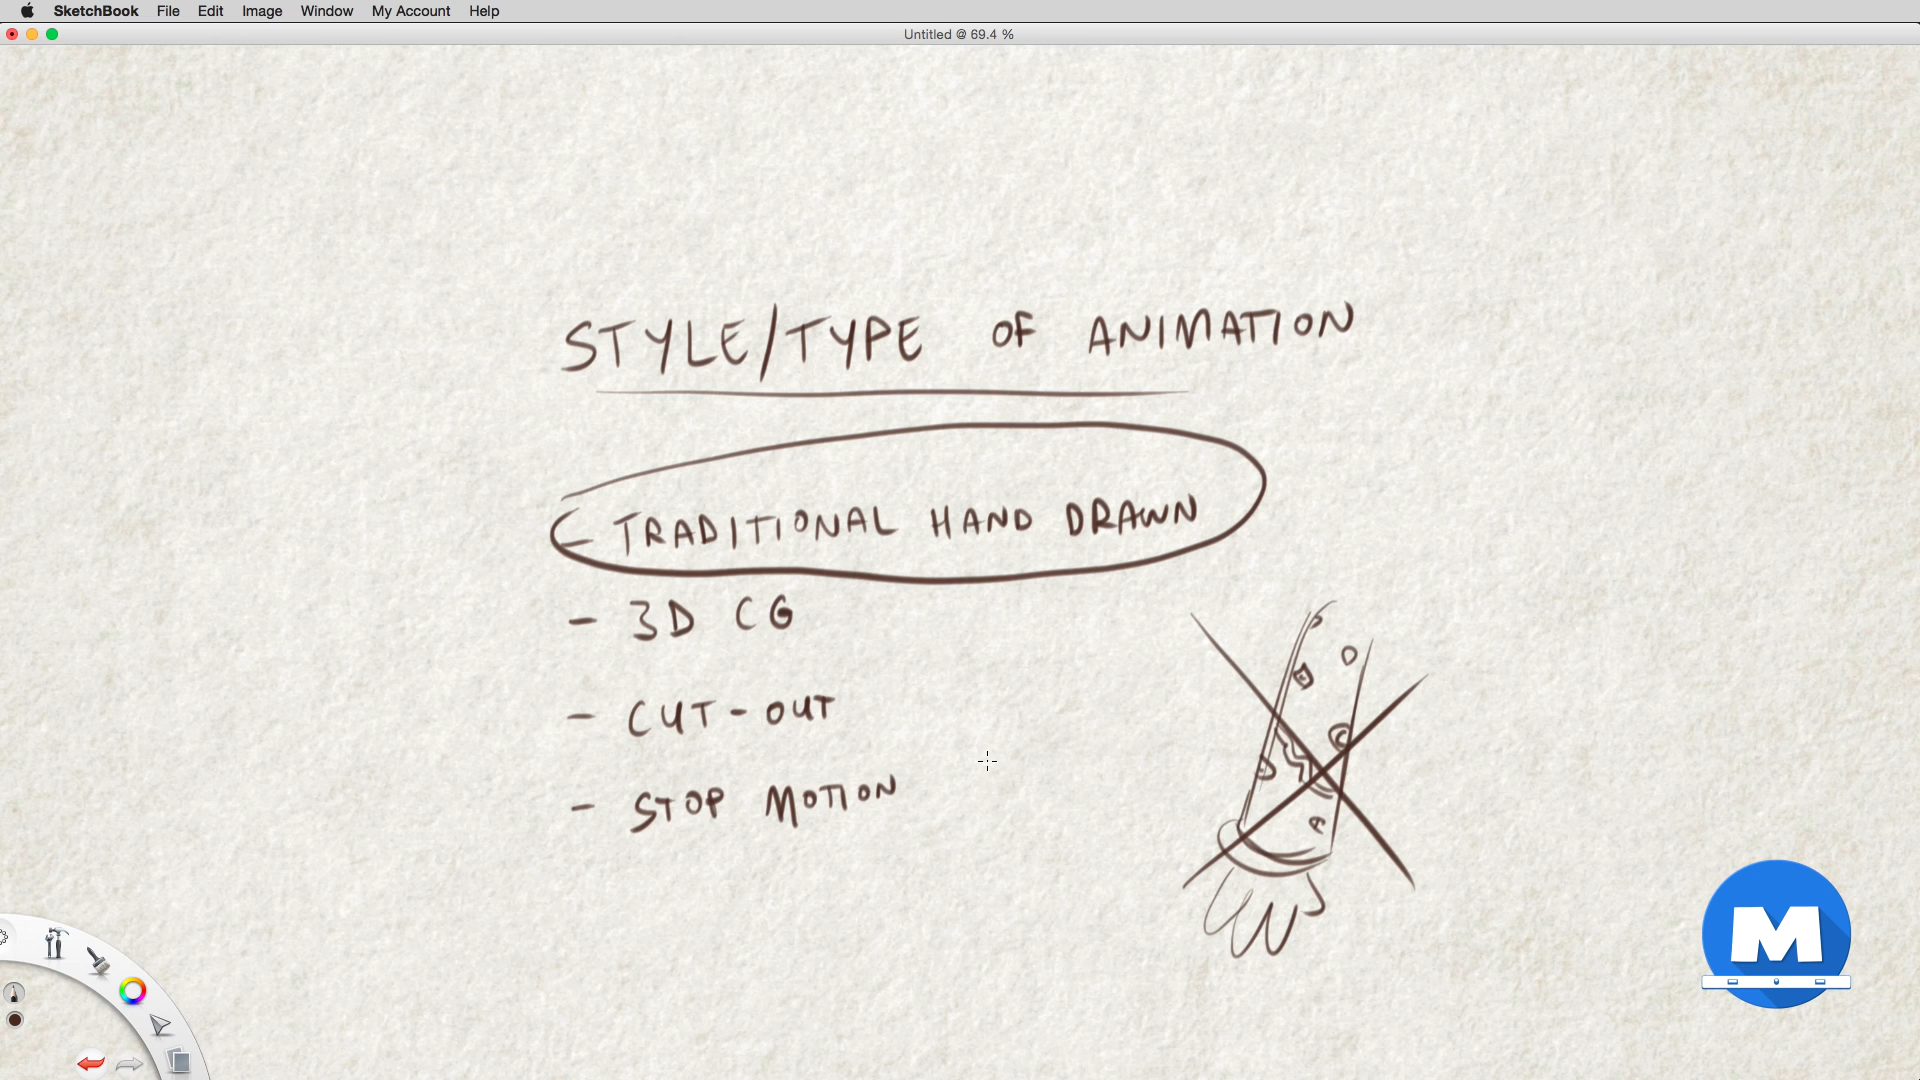 SketchBook File Edit Image Window My Account Help
Untitled @ 69.4 %
STYLE/TYPE OF ANIMATION
- TRADITIONAL HAND DRAWN
- 3D CG
- CUT-OUT
- STOP MOTION
A
M